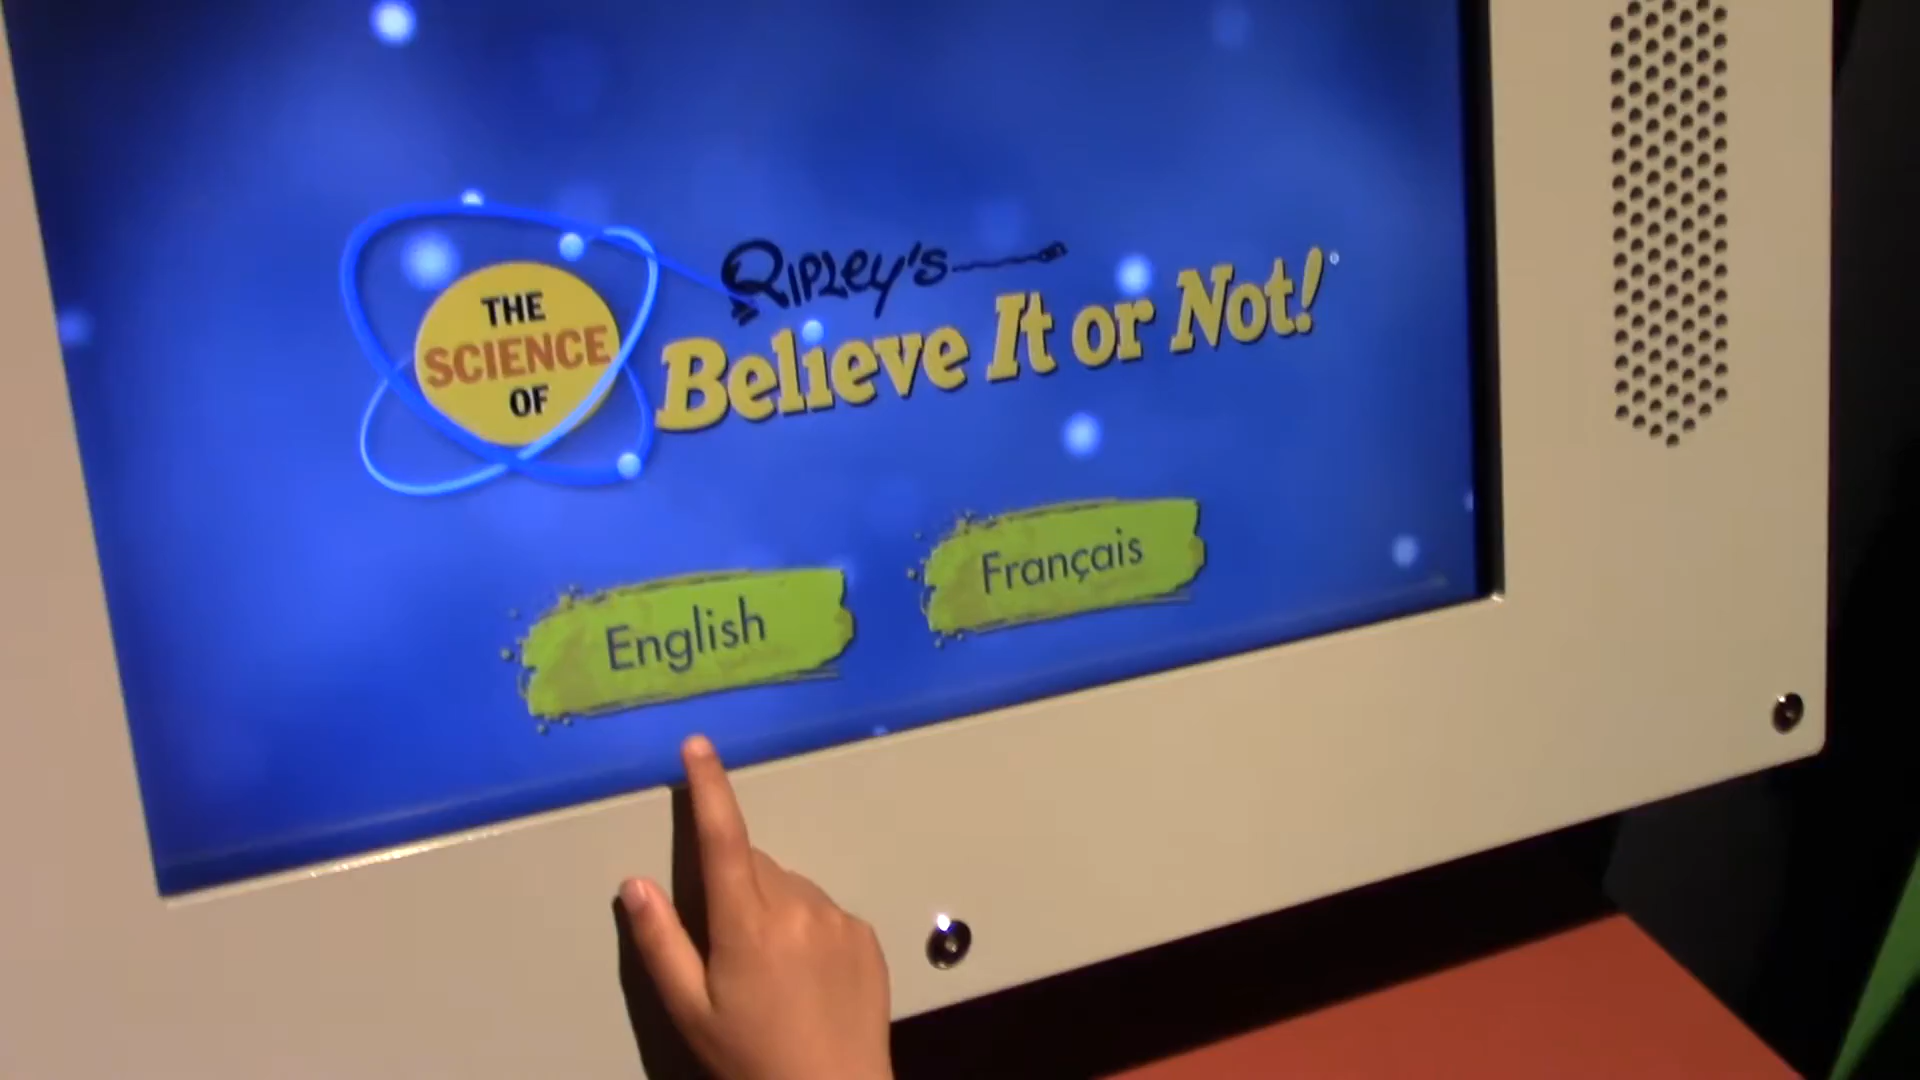 THE
SCIENCE
OF
RIPLEY'S
Believe It or Not!
English
Français